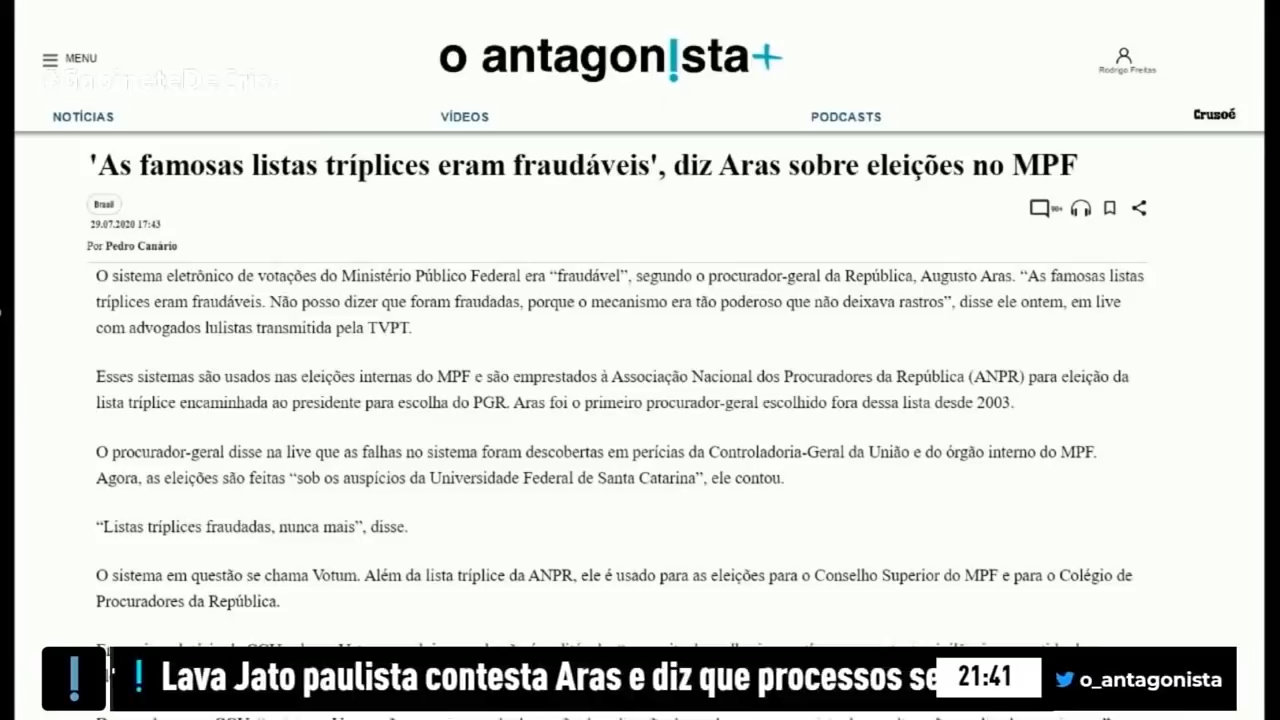 o antagon!sta+
MENU
Rodrigo Freitas
NOTÍCIAS
VÍDEOS
PODCASTS
Crusoé
'As famosas listas tríplices eram fraudáveis', diz Aras sobre eleições no MPF
Brasil
90+
29.07.2020 17:43
Por Pedro Canário
O sistema eletrônico de votações do Ministério Público Federal era “fraudável”, segundo o procurador-geral da República, Augusto Aras. “As famosas listas
tríplices eram fraudáveis. Não posso dizer que foram fraudadas, porque o mecanismo era tão poderoso que não deixava rastros”, disse ele ontem, em live
com advogados lulistas transmitida pela TVPT.
Esses sistemas são usados nas eleições internas do MPF e são emprestados à Associação Nacional dos Procuradores da República (ANPR) para eleição da
lista tríplice encaminhada ao presidente para escolha do PGR. Aras foi o primeiro procurador-geral escolhido fora dessa lista desde 2003.
O procurador-geral disse na live que as falhas no sistema foram descobertas em perícias da Controladoria-Geral da União e do órgão interno do MPF.
Agora, as eleições são feitas “sob os auspícios da Universidade Federal de Santa Catarina”, ele contou.
“Listas tríplices fraudadas, nunca mais”, disse.
O sistema em questão se chama Votum. Além da lista tríplice da ANPR, ele é usado para as eleições para o Conselho Superior do MPF e para o Colégio de
Procuradores da República.
! ! Lava Jato paulista contesta Aras e diz que processos se
21:41
o_antagonista